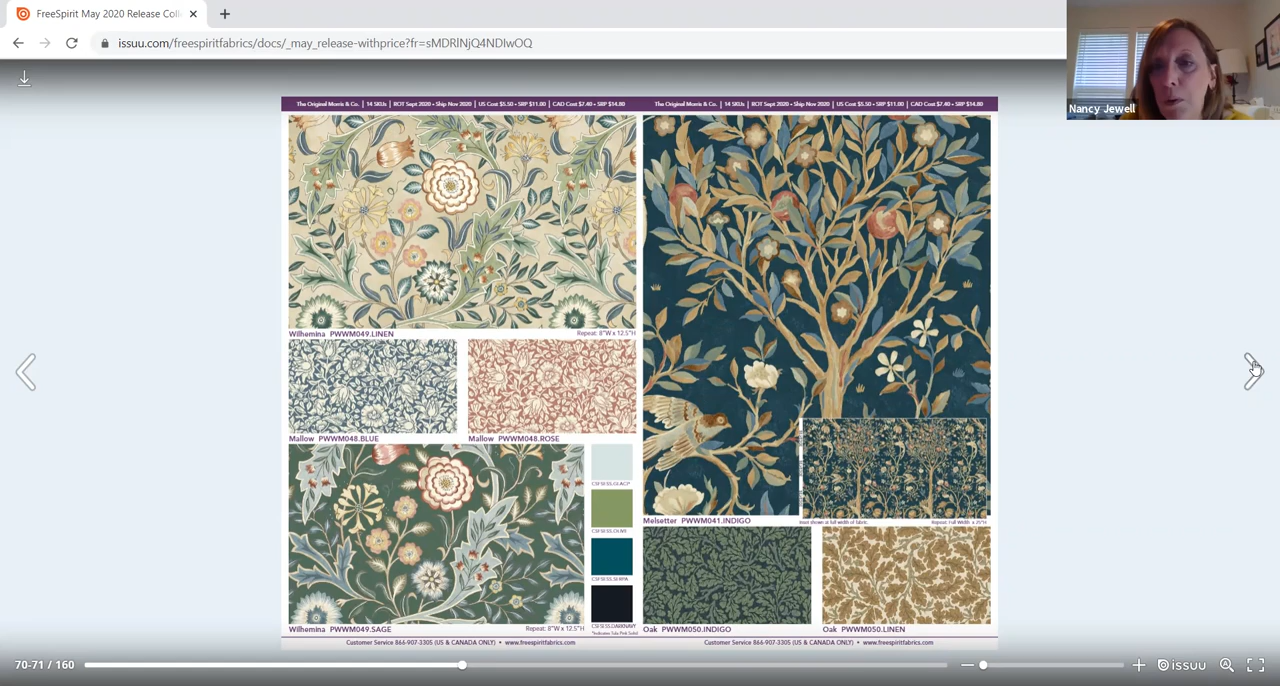 FreeSpirit May 2020 Release Coll
issuu.com/freespiritfabrics/docs/_may_release-withprice?fr=sMDRlNjQ4NDIwOQ
Nancy Jewell
The Original Morris & Co. | 14 SKUs | ROT Sept 2020 • Ship Nov 2020 | US Cost $5.50 • SRP $11.00 | CAD Cost $7.40 • SRP $14.80
The Original Morris & Co. | 14 SKUs | ROT Sept 2020 • Ship Nov 2020 | US Cost $5.50 • SRP $11.00 | CAD Cost $7.40 • SRP $14.80
Wilhemina PWWM049.LINEN
Repeat: 8"W x 12.5"H
Mallow PWWM048.BLUE
Mallow PWWM048.ROSE
Wilhemina PWWM049.SAGE
Repeat: 8"W x 12.5"H
Melsetter PWWM041.INDIGO
Inset shown at full width of fabric.
Oak PWWM050.INDIGO
Oak PWWM050.LINEN
Customer Service 866-907-3305 (US & CANADA ONLY) • www.freespiritfabrics.com
Customer Service 866-907-3305 (US & CANADA ONLY) • www.freespiritfabrics.com
70-71 / 160
issuu